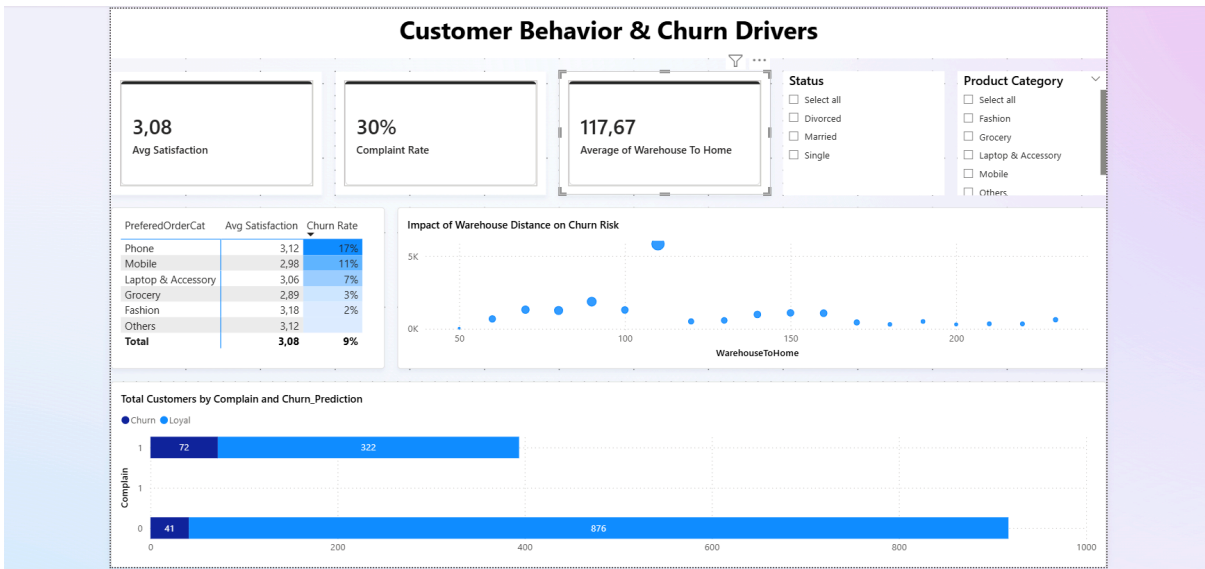 Customer Behavior & Churn Drivers
3,08
Avg Satisfaction
30%
Complaint Rate
117,67
Average of Warehouse To Home
Status
Select all
Divorced
Married
Single
Product Category
Select all
Fashion
Grocery
Laptop & Accessory
Mobile
Others
PreferedOrderCat Avg Satisfaction Churn Rate
Phone 3,12 17%
Mobile 2,98 11%
Laptop & Accessory 3,06 7%
Grocery 2,89 3%
Fashion 3,18 2%
Others 3,12
Total 3,08 9%
Impact of Warehouse Distance on Churn Risk
5K
0K
50 100 150 200
WarehouseToHome
Total Customers by Complain and Churn_Prediction
Churn Loyal
Complain
1 72 322
1
0 41 876
0 200 400 600 800 1000